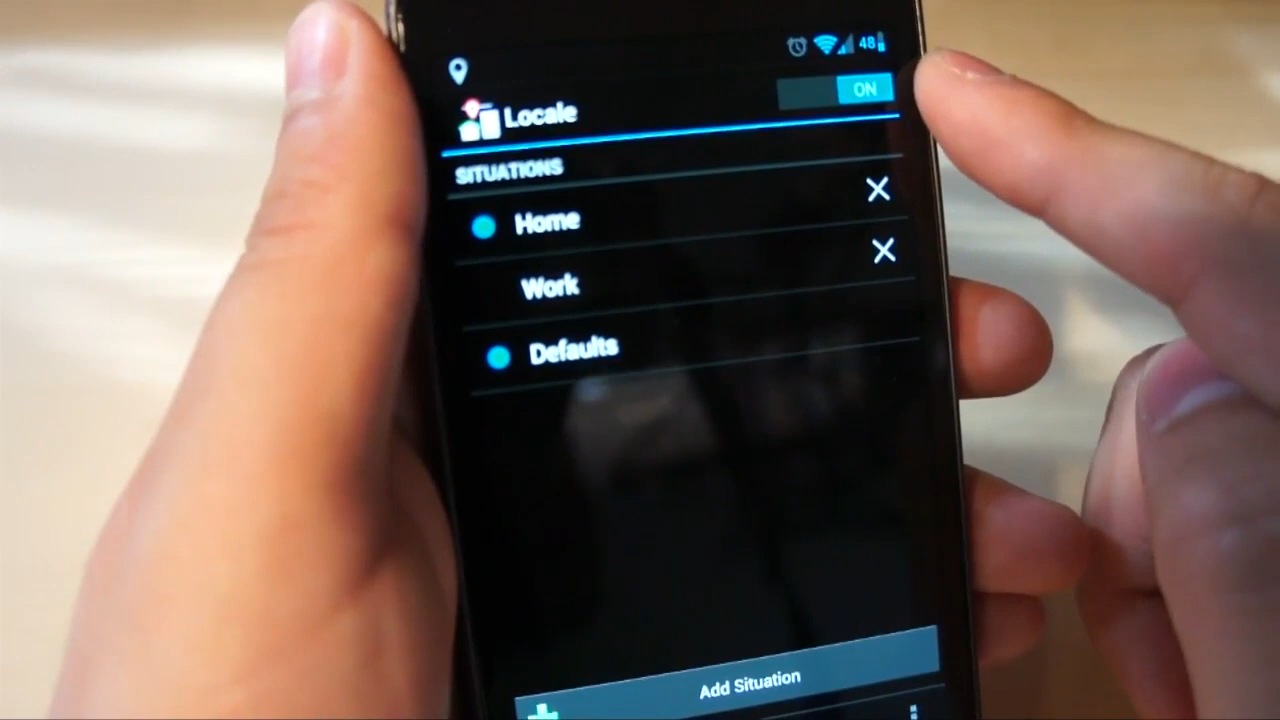 48
ON
Locale
SITUATIONS
Home
Work
Defaults
Add Situation